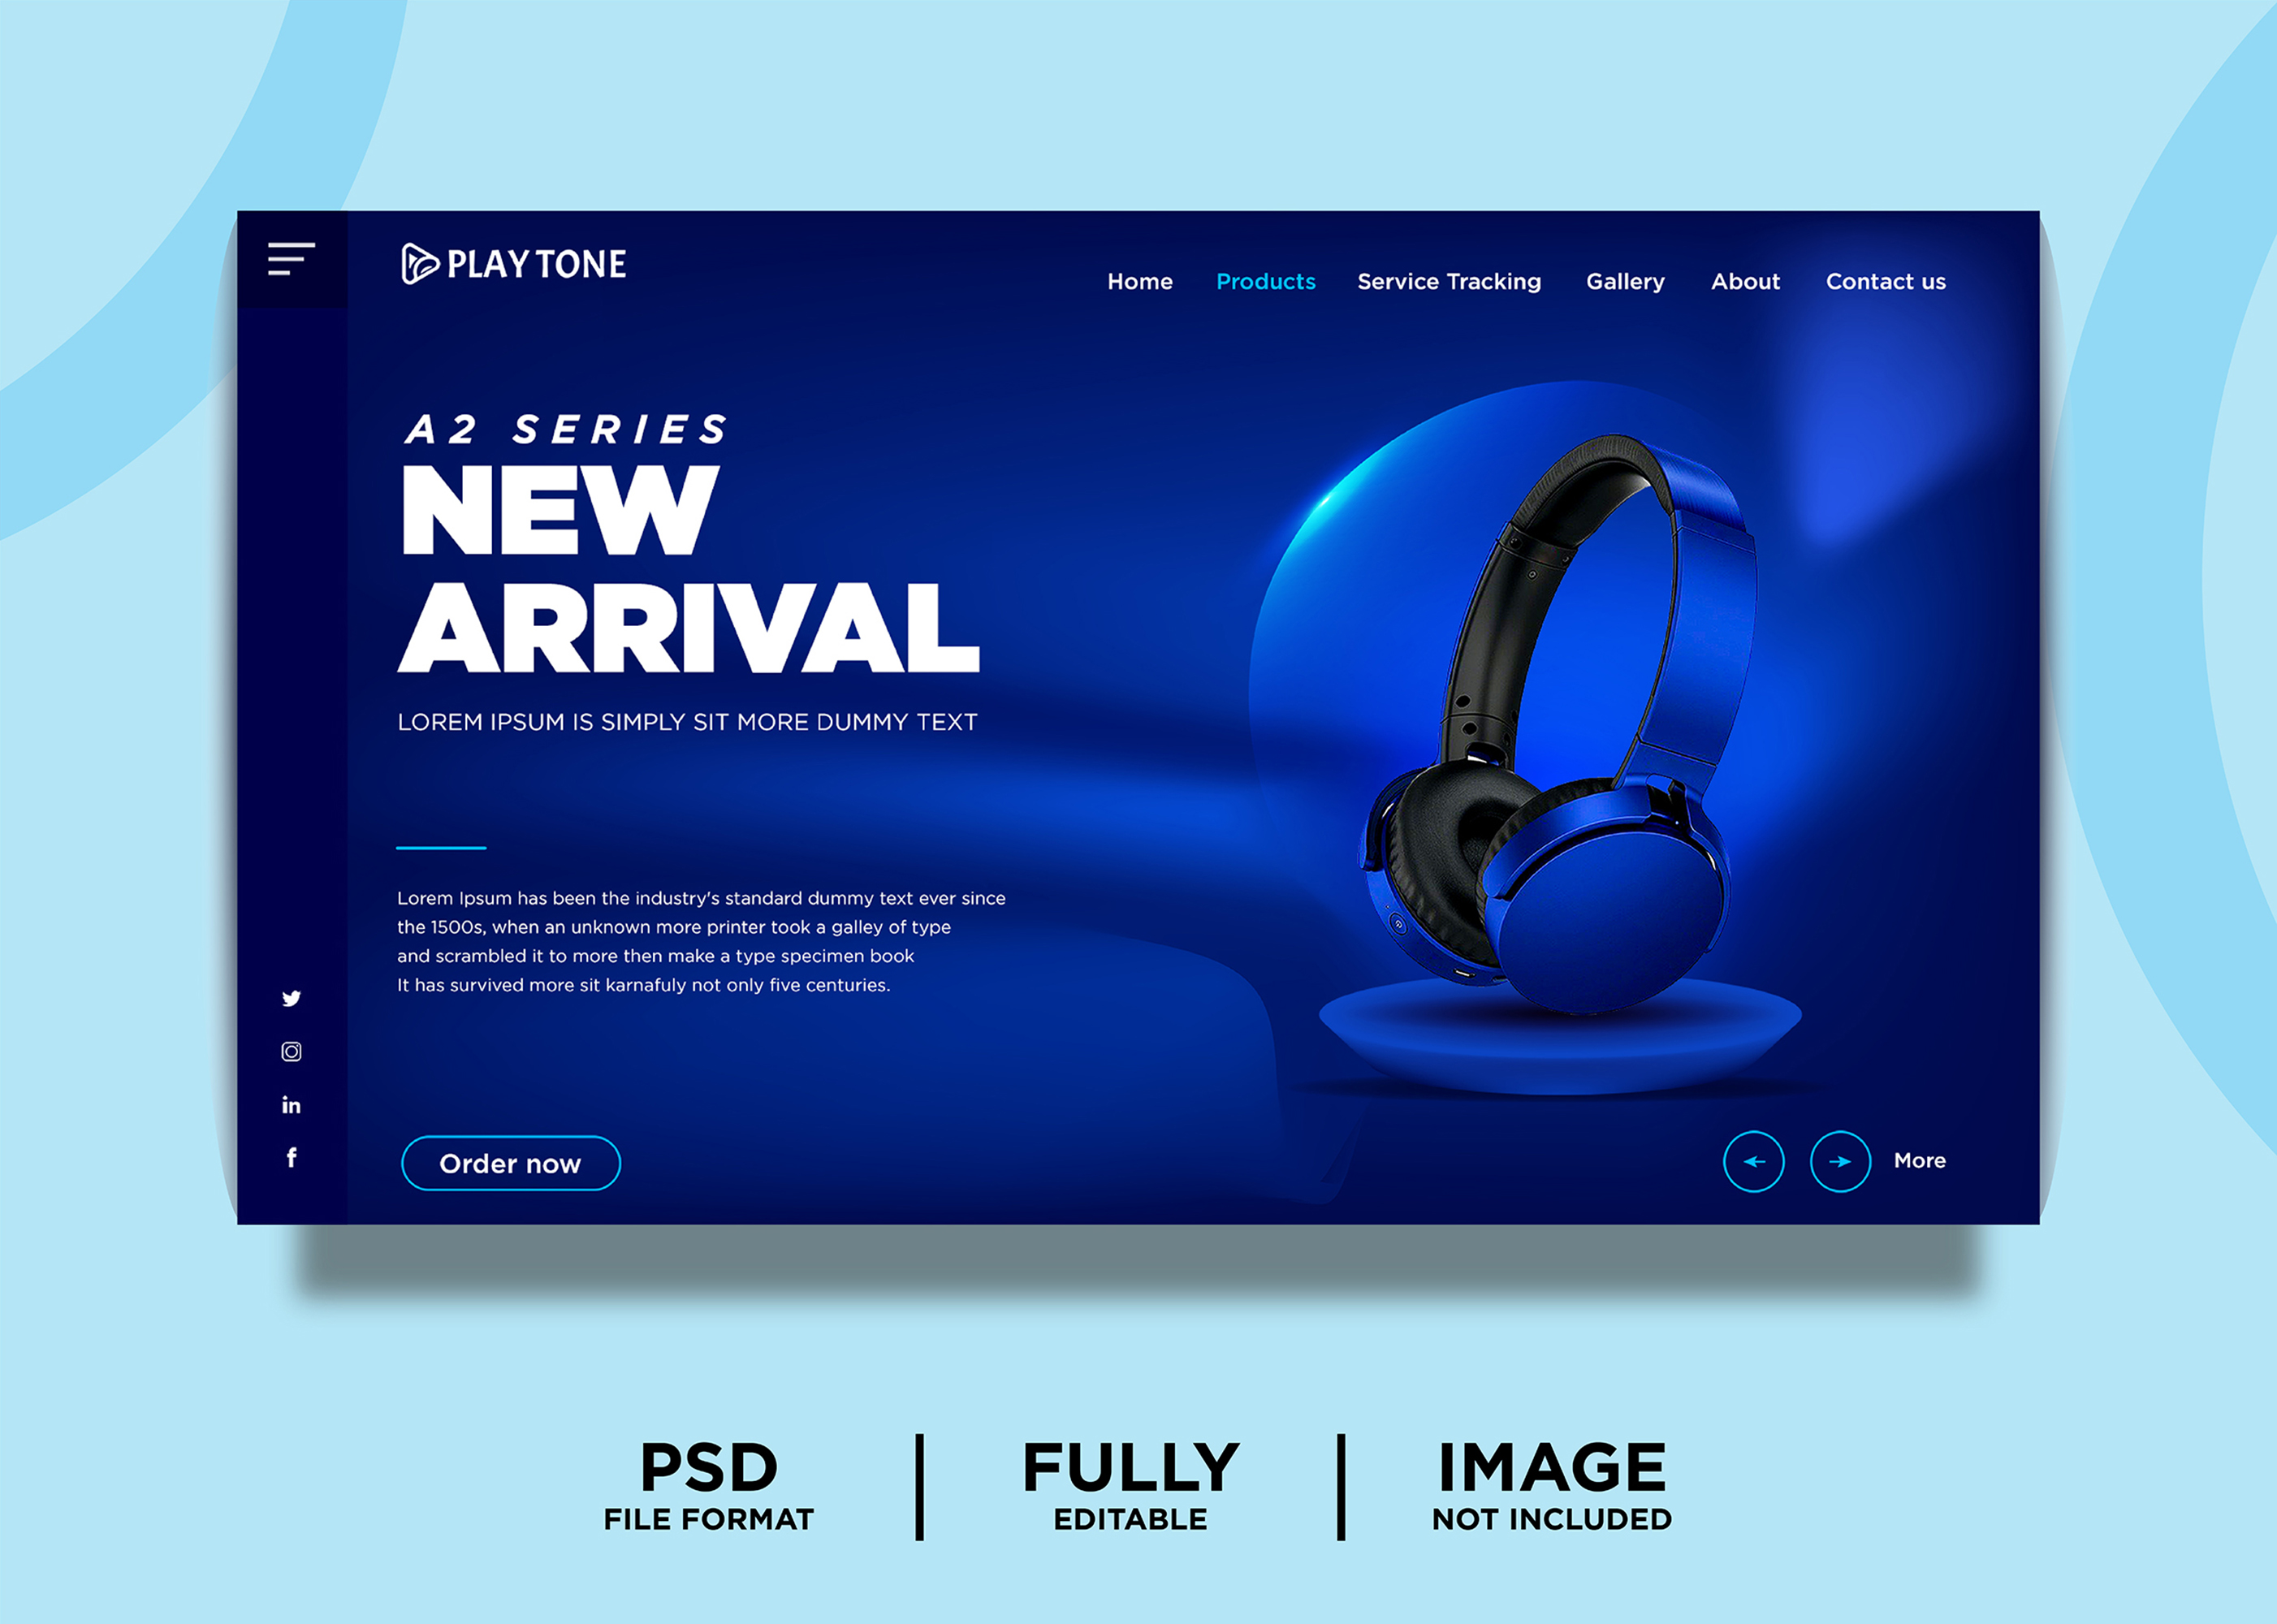 PLAY TONE
Home Products Service Tracking Gallery About Contact us
A2 SERIES
NEW
ARRIVAL
LOREM IPSUM IS SIMPLY SIT MORE DUMMY TEXT
Lorem Ipsum has been the industry's standard dummy text ever since
the 1500s, when an unknown more printer took a galley of type
and scrambled it to more then make a type specimen book
It has survived more sit karnafuly not only five centuries.
in
f
Order now
More
PSD
FILE FORMAT
FULLY
EDITABLE
IMAGE
NOT INCLUDED